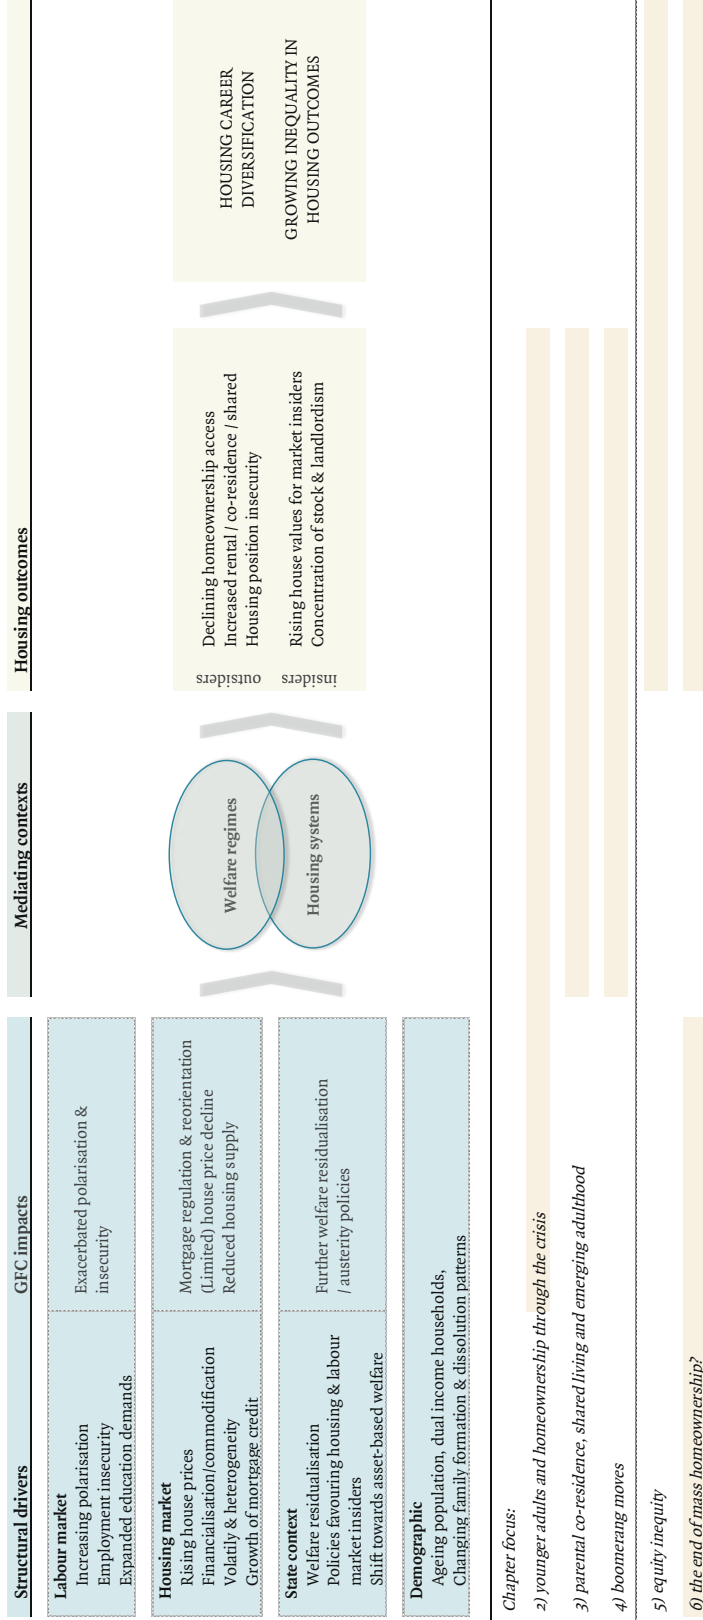 Structural drivers
GFC impacts
Mediating contexts
Housing outcomes
Labour market
Increasing polarisation
Employment insecurity
Expanded education demands
Exacerbated polarisation &
insecurity
Housing market
Rising house prices
Financialisation/commodification
Volatily & heterogeneity
Growth of mortgage credit
Mortgage regulation & reorientation
(Limited) house price decline
Reduced housing supply
State context
Welfare residualisation
Policies favouring housing & labour
market insiders
Shift towards asset-based welfare
Further welfare residualisation
/ austerity policies
Demographic
Ageing population, dual income households,
Changing family formation & dissolution patterns
Welfare regimes
Housing systems
outsiders
Declining homeownership access
Increased rental / co-residence / shared
Housing position insecurity
insiders
Rising house values for market insiders
Concentration of stock & landlordism
HOUSING CAREER
DIVERSIFICATION
GROWING INEQUALITY IN
HOUSING OUTCOMES
Chapter focus:
2) younger adults and homeownership through the crisis
3) parental co-residence, shared living and emerging adulthood
4) boomerang moves
5) equity inequity
6) the end of mass homeownership?